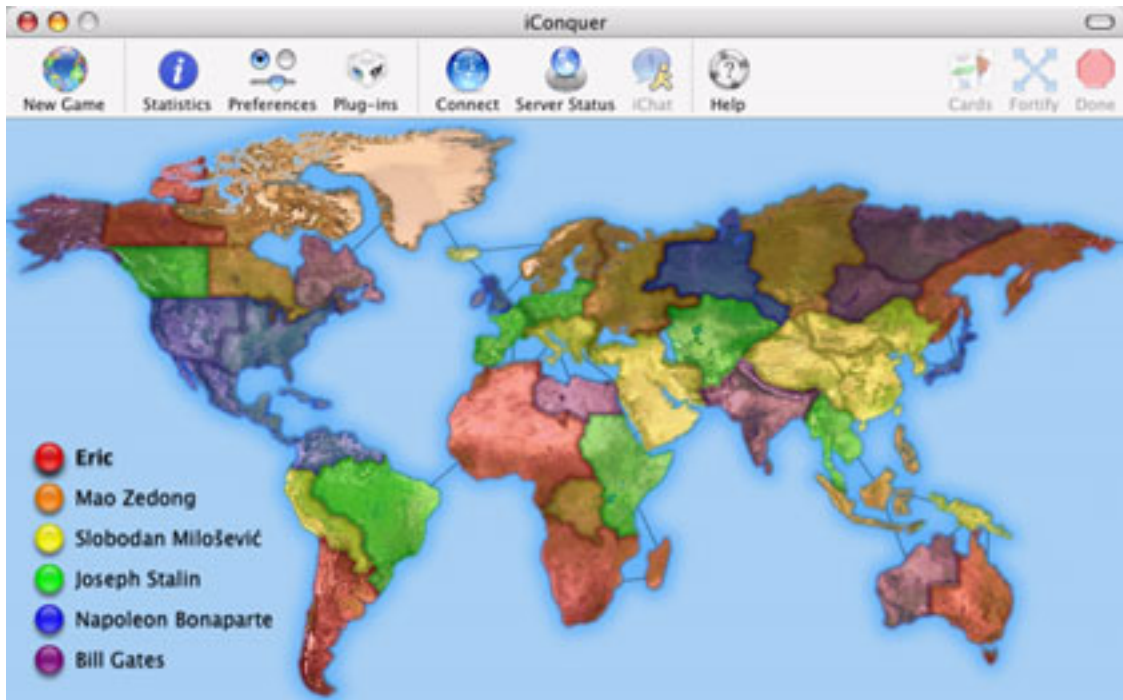 iConquer
New Game Statistics Preferences Plug-ins Connect Server Status iChat Help Cards Fortify Done
Eric
Mao Zedong
Slobodan Milošević
Joseph Stalin
Napoleon Bonaparte
Bill Gates